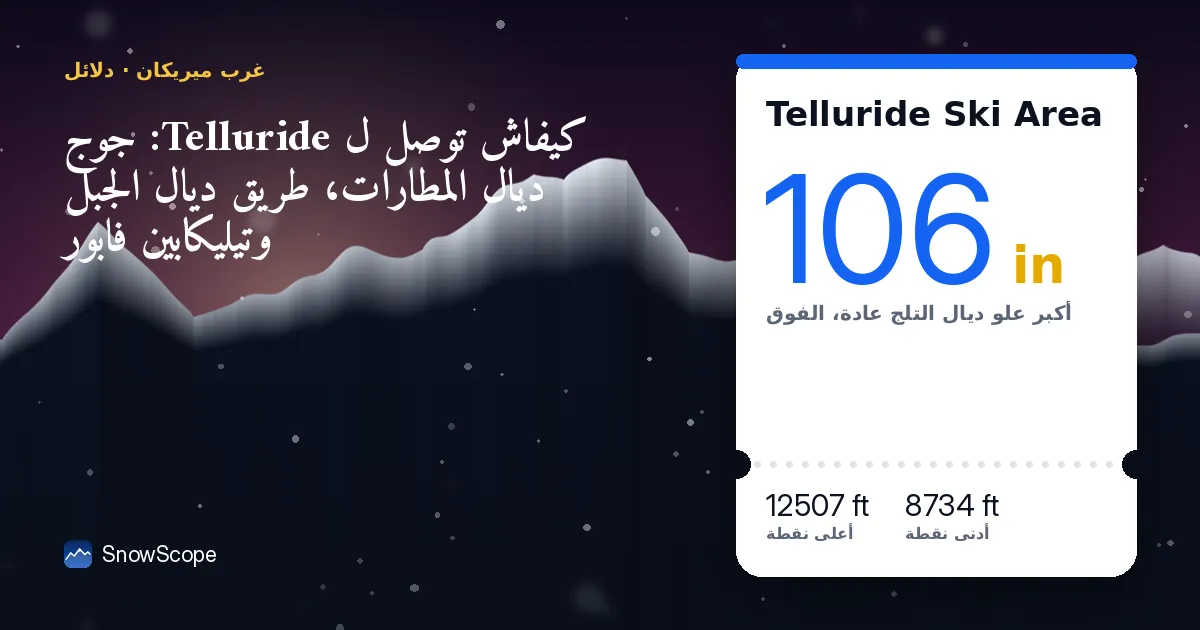 غرب ميريكان · دلائل
كيفاش توصل ل Telluride: جوج
ديال المطارات، طريق ديال الجبل
وتيليكابين فابور
SnowScope
Telluride Ski Area
106 in
أكبر علو ديال التلج عادة، الفوق
12507 ft
أعلى نقطة
8734 ft
أدنى نقطة